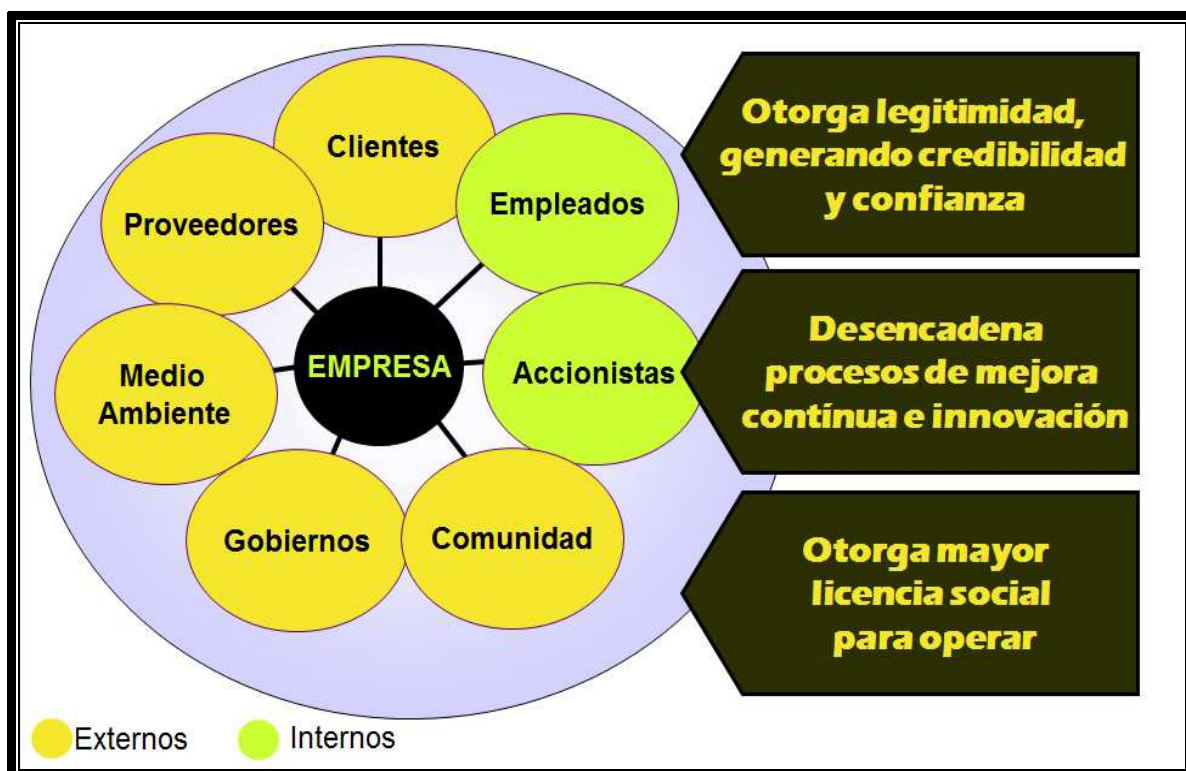 Clientes
Empleados
Proveedores
EMPRESA
Accionistas
Medio
Ambiente
Gobiernos
Comunidad
Otorga legitimidad,
generando credibilidad
y confianza
Desencadena
procesos de mejora
contínua e innovación
Otorga mayor
licencia social
para operar
Externos
Internos